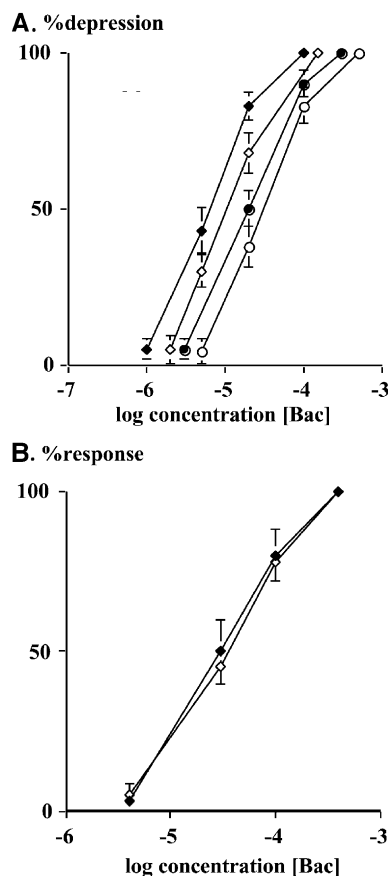 A. %depression
100
50
0
-7 -6 -5 -4 -3
log concentration [Bac]
B. %response
100
50
0
-6 -5 -4 -3
log concentration [Bac]